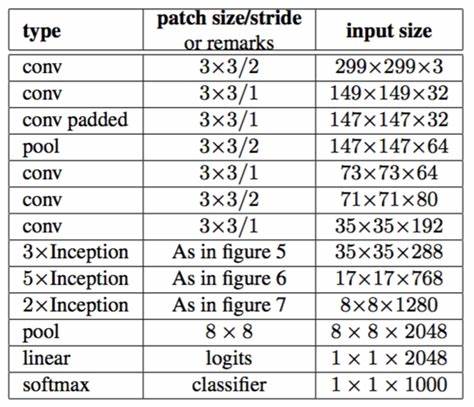 type patch size/stride or remarks input size
conv 3×3/2 299×299×3
conv 3×3/1 149×149×32
conv padded 3×3/1 147×147×32
pool 3×3/2 147×147×64
conv 3×3/1 73×73×64
conv 3×3/2 71×71×80
conv 3×3/1 35×35×192
3×Inception As in figure 5 35×35×288
5×Inception As in figure 6 17×17×768
2×Inception As in figure 7 8×8×1280
pool 8 × 8 8 × 8 × 2048
linear logits 1 × 1 × 2048
softmax classifier 1 × 1 × 1000